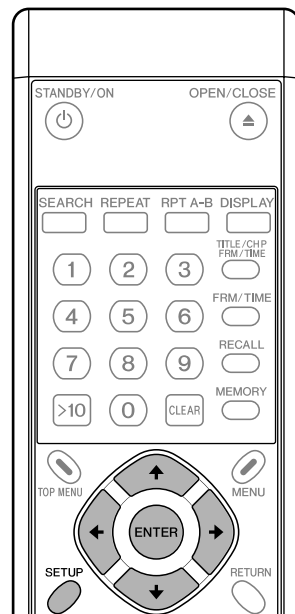 STANDBY/ON OPEN/CLOSE
SEARCH REPEAT RPT A-B DISPLAY
TITLE/CHP
FRM/TIME
1 2 3
FRM/TIME
4 5 6
RECALL
7 8 9
MEMORY
>10 0 CLEAR
TOP MENU MENU
ENTER
SETUP RETURN